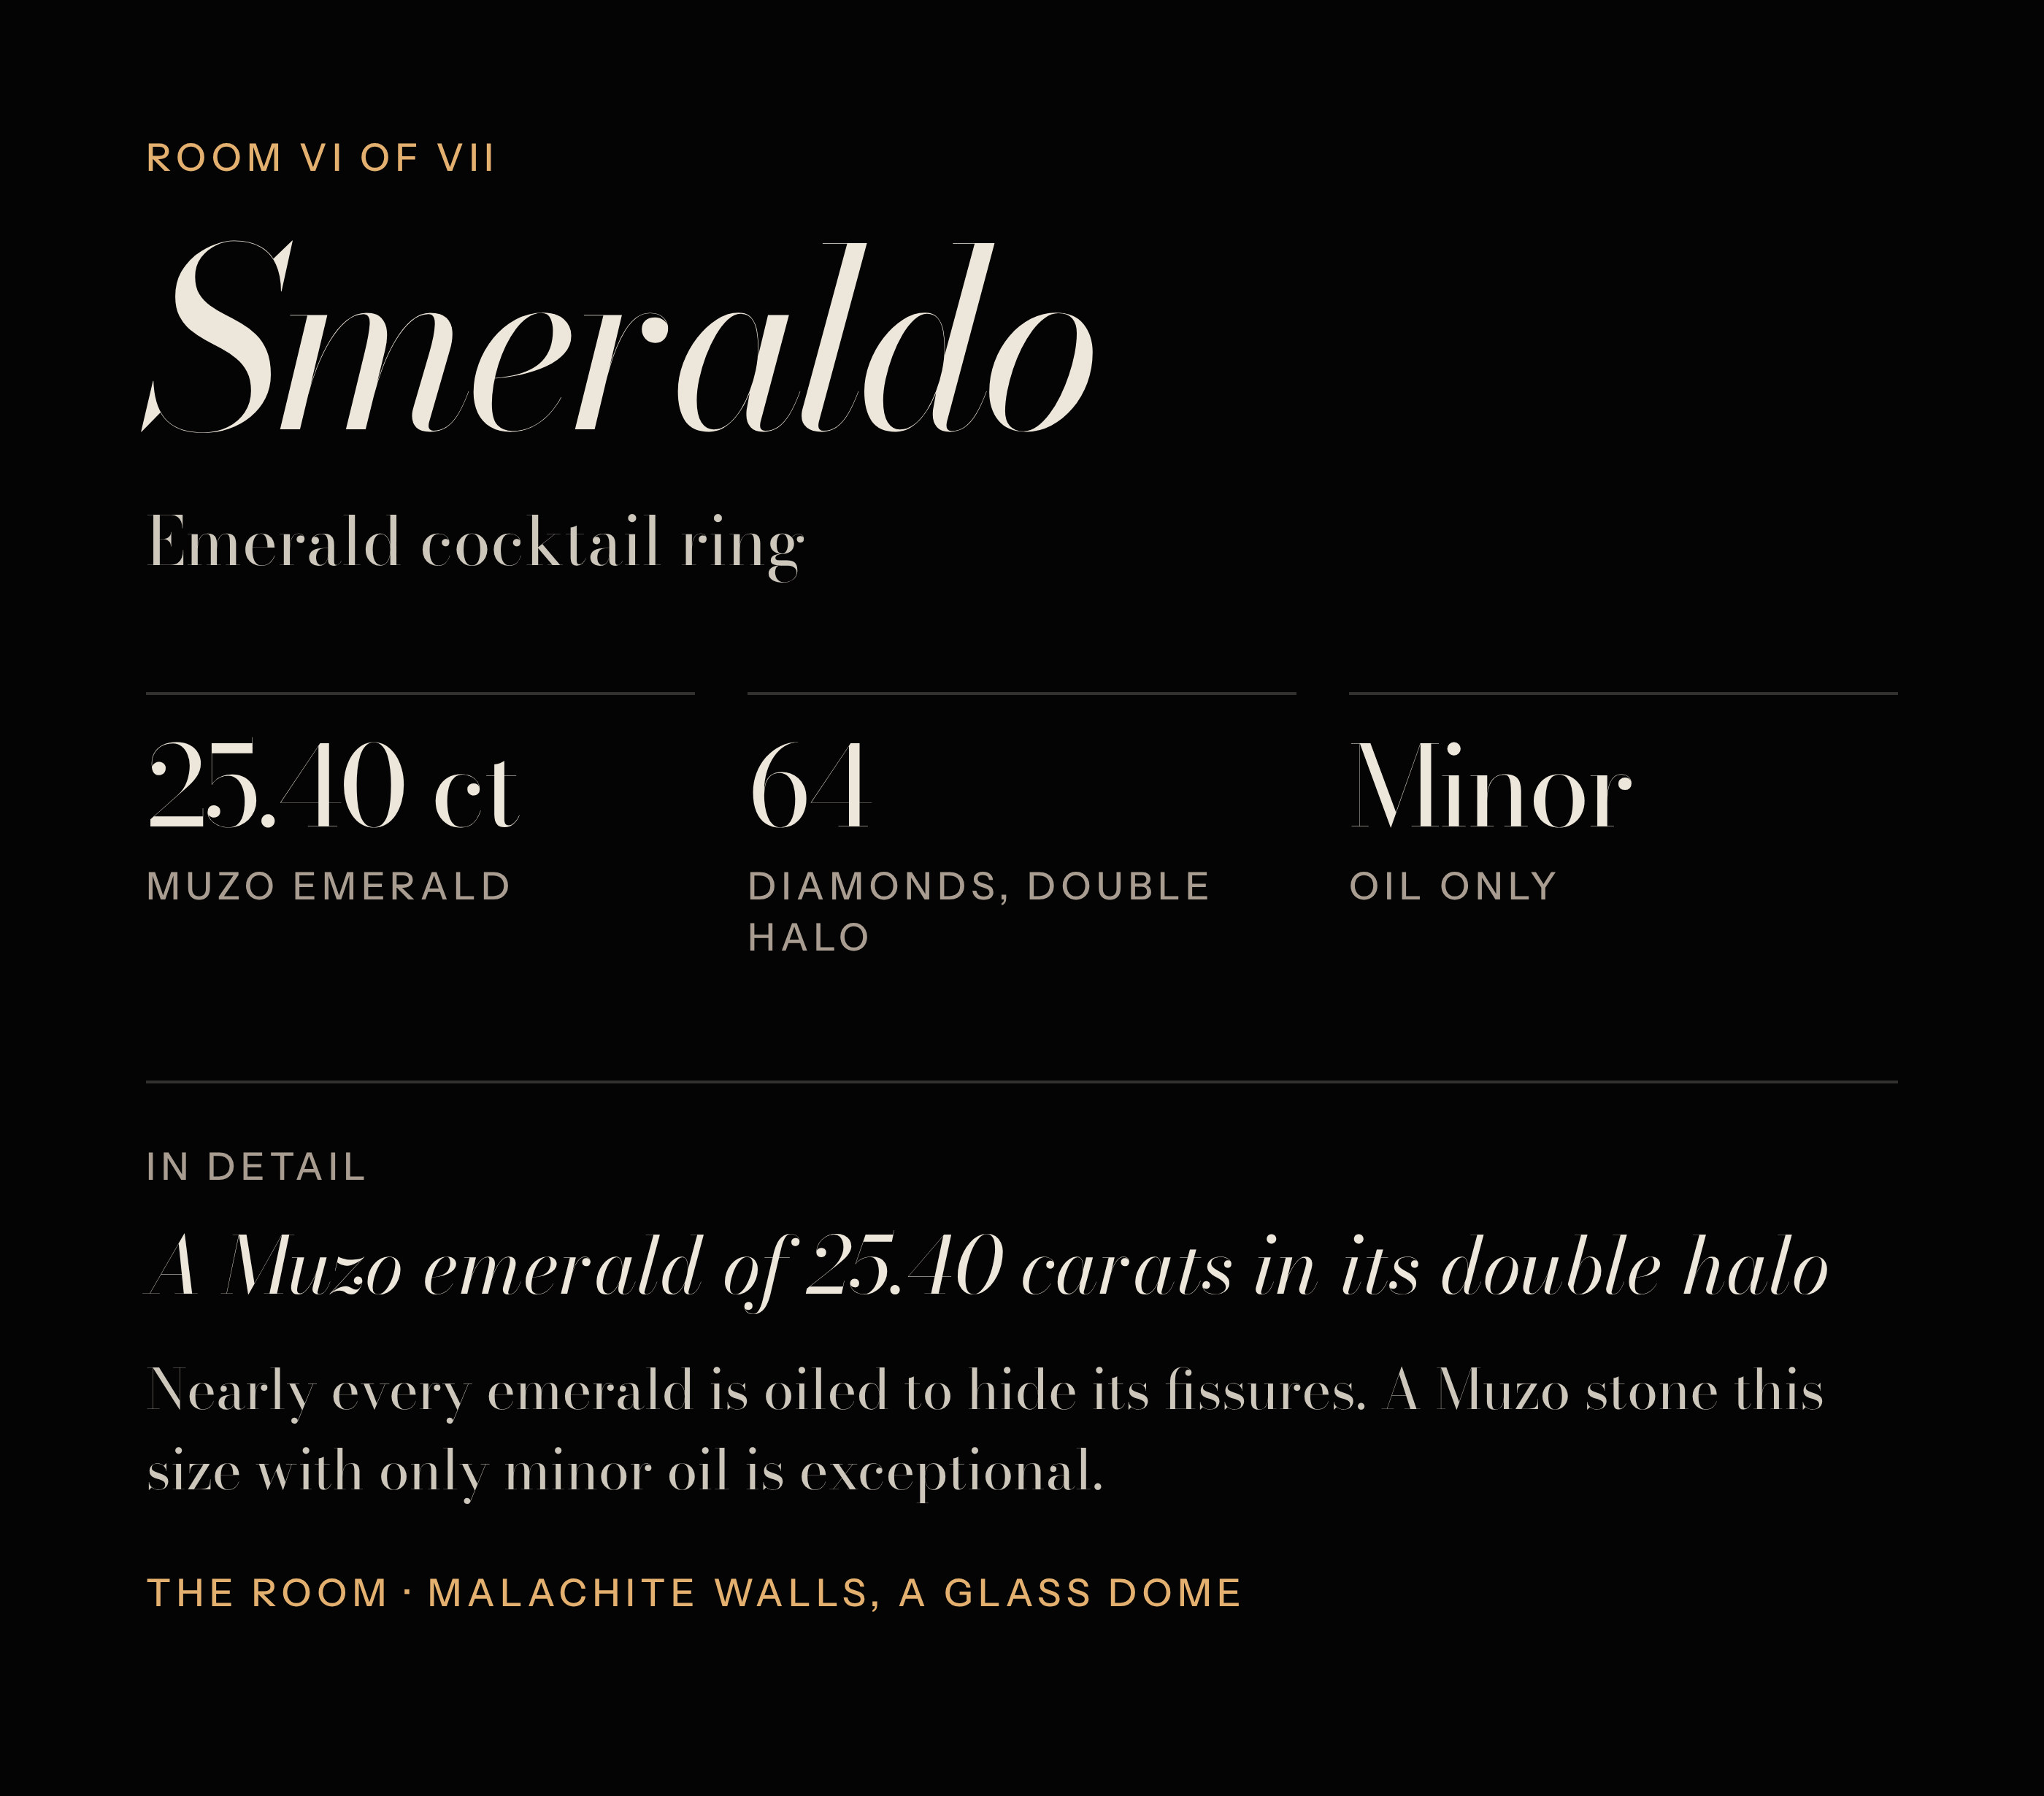 ROOM VI OF VII
Smeraldo
Emerald cocktail ring
25.40 ct
MUZO EMERALD
64
DIAMONDS, DOUBLE
HALO
Minor
OIL ONLY
IN DETAIL
A Muzo emerald of 25.40 carats in its double halo
Nearly every emerald is oiled to hide its fissures. A Muzo stone this
size with only minor oil is exceptional.
THE ROOM · MALACHITE WALLS, A GLASS DOME